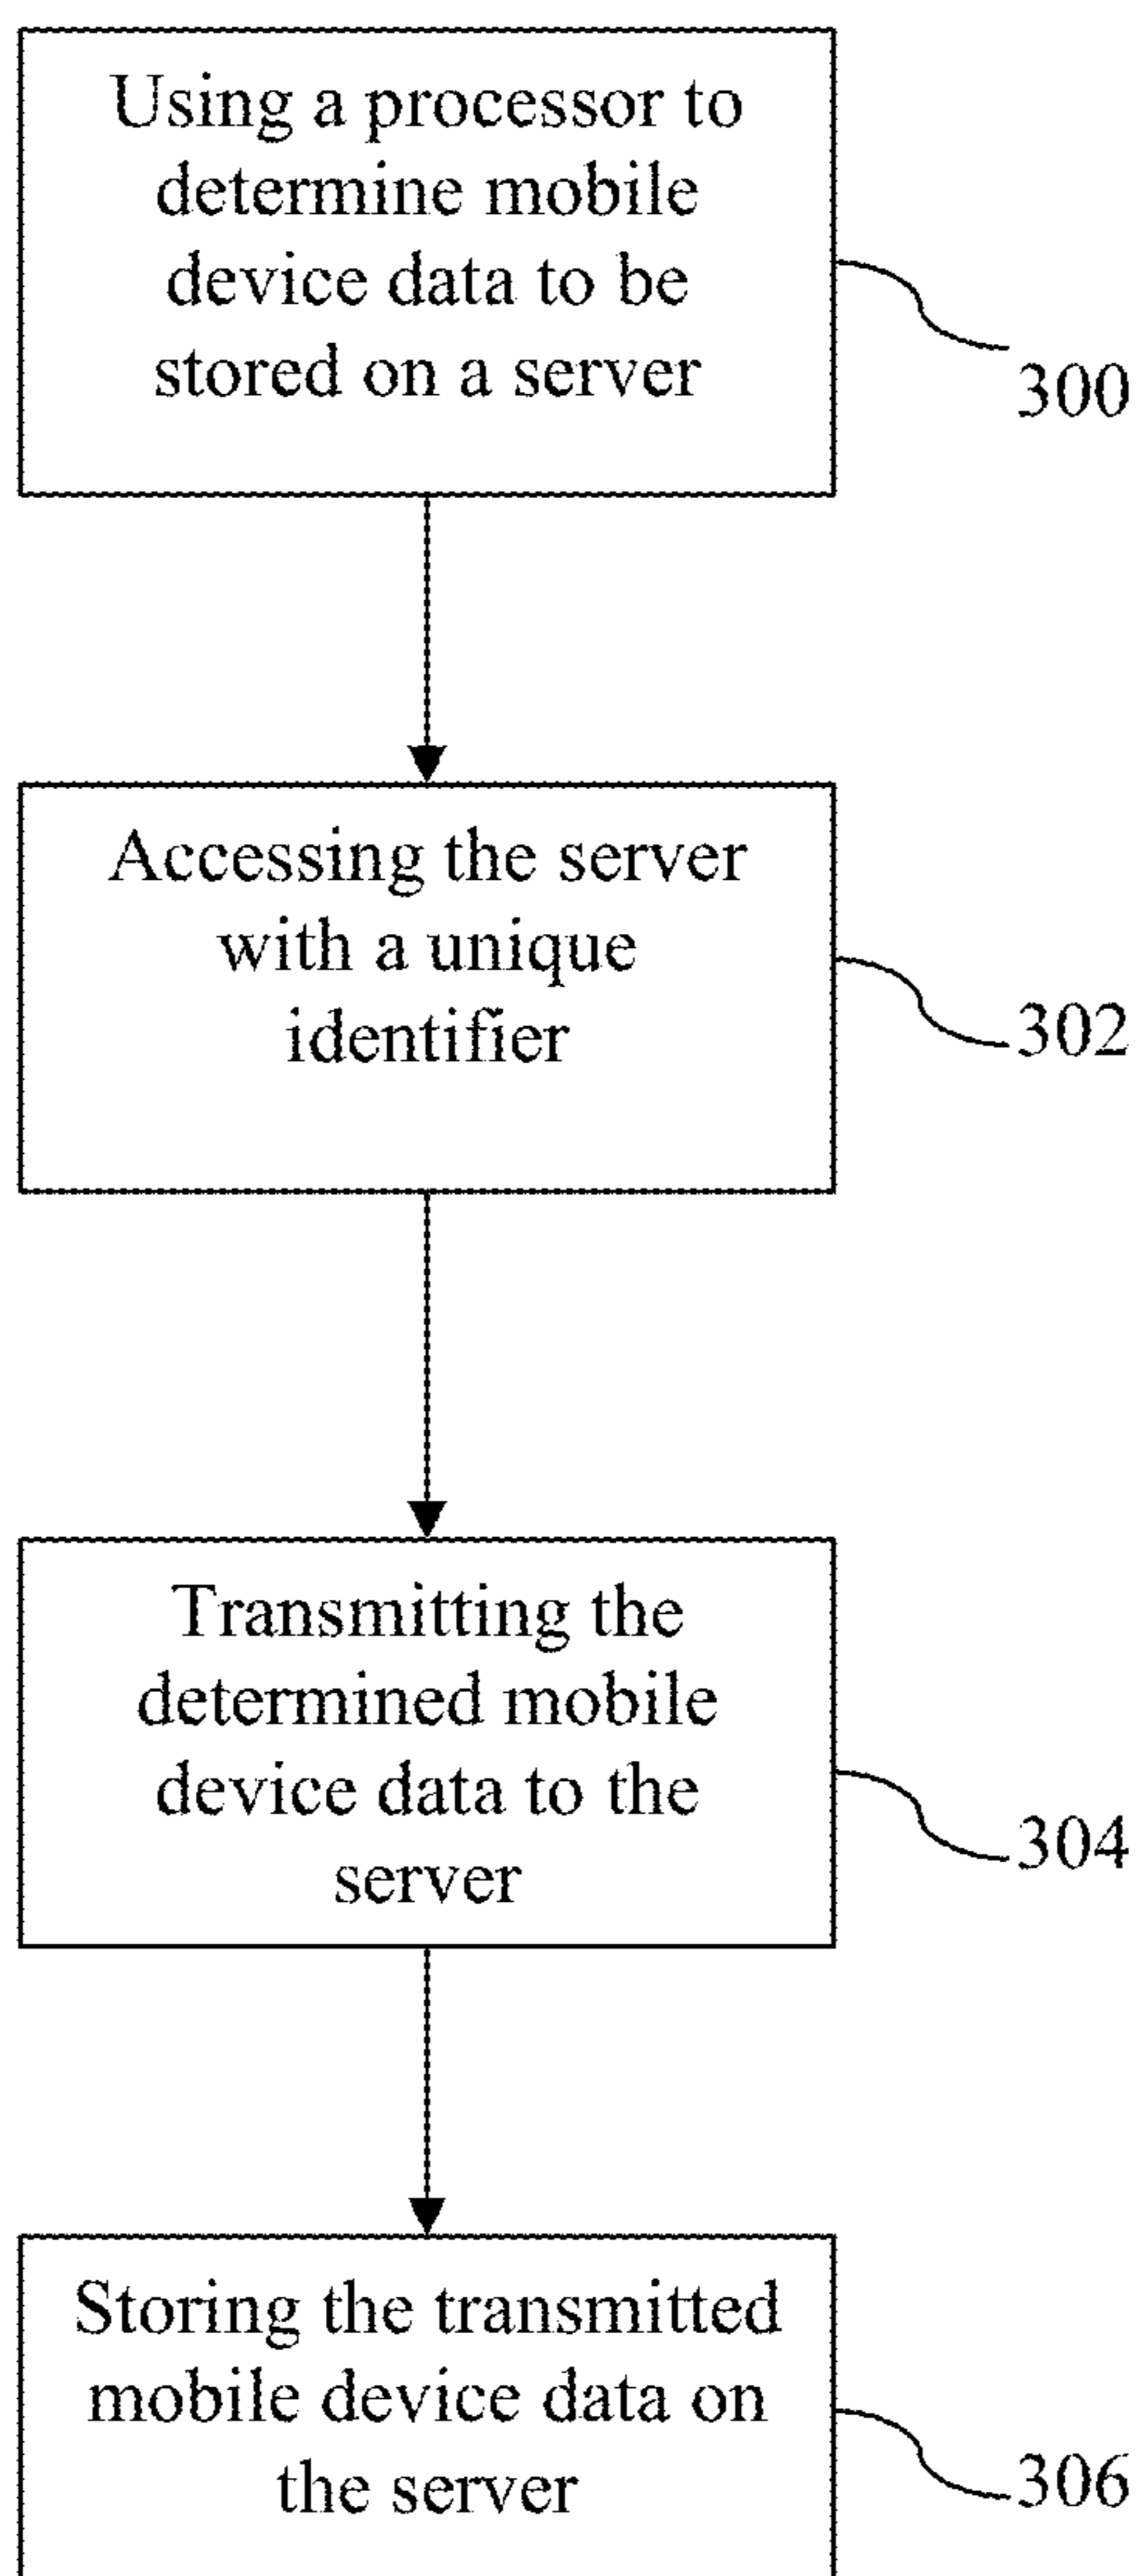 Using a processor to
determine mobile
device data to be
stored on a server
300
Accessing the server
with a unique
identifier
302
Transmitting the
determined mobile
device data to the
server
304
Storing the transmitted
mobile device data on
the server
306